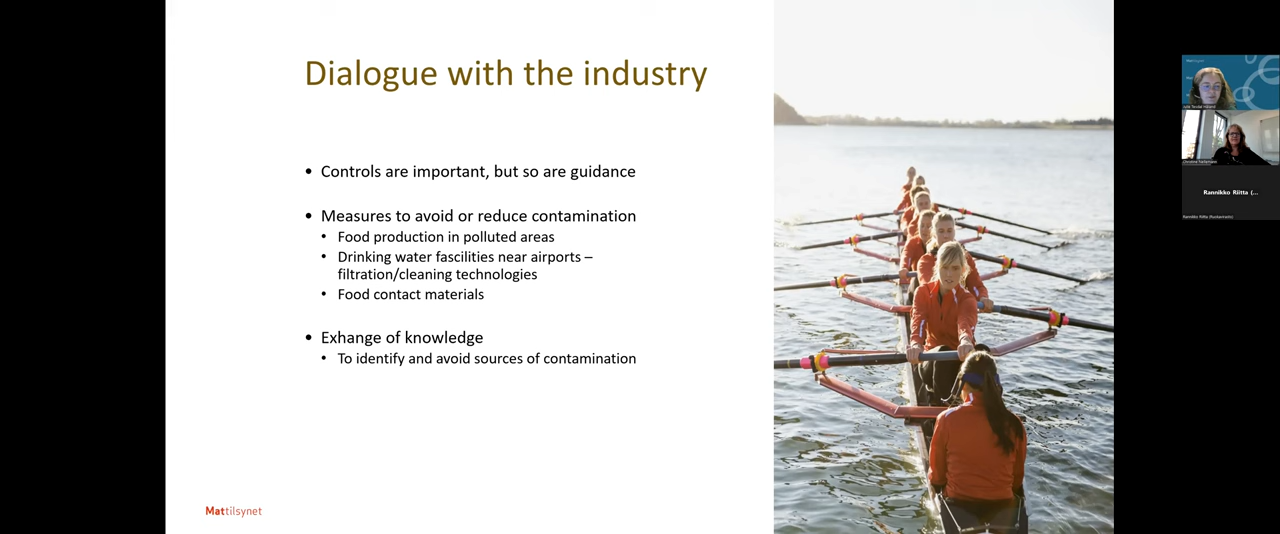 Dialogue with the industry
• Controls are important, but so are guidance
• Measures to avoid or reduce contamination
• Food production in polluted areas
• Drinking water fascilities near airports –
filtration/cleaning technologies
• Food contact materials
• Exhange of knowledge
• To identify and avoid sources of contamination
Mattilsynet
Mattilsynet
Rannikko Riitta (...
Rannikko Riitta (Ruokavirasto)